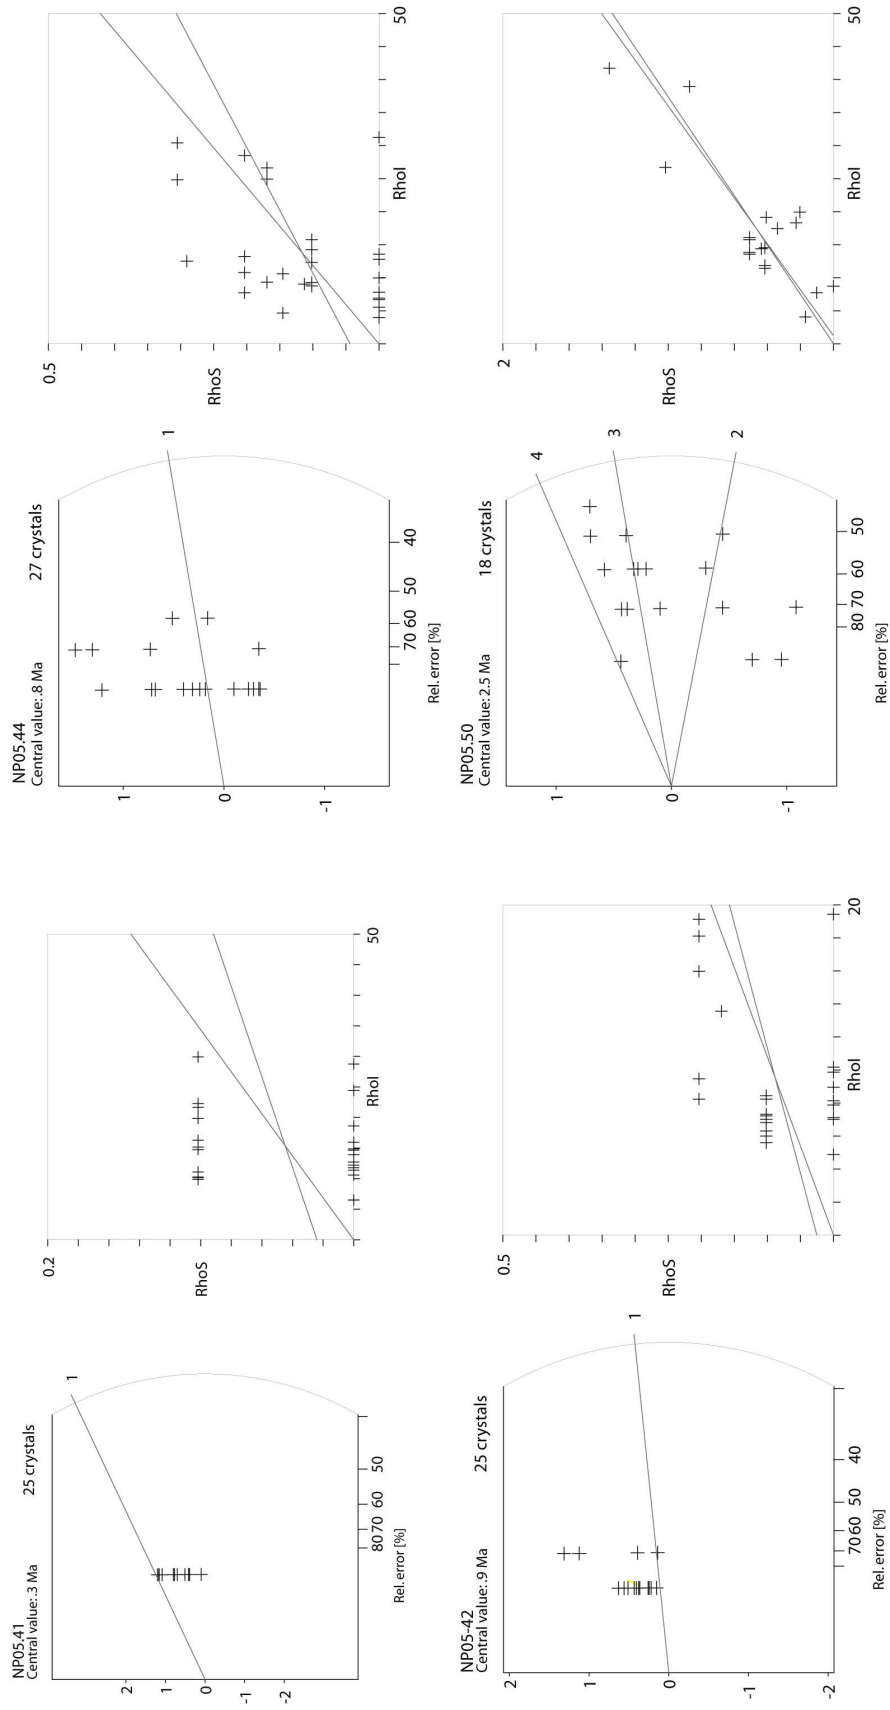 NP05.41
Central value:.3 Ma
25 crystals
1
2
1
0
-1
-2
80 70 60 50
Rel. error [%]
0.2
RhoS
RhoI
50
NP05.44
Central value:.8 Ma
27 crystals
1
1
0
-1
70 60 50 40
Rel. error [%]
0.5
RhoS
RhoI
50
NP05-42
Central value:.9 Ma
25 crystals
1
2
1
0
-1
-2
70 60 50 40
Rel. error [%]
0.5
RhoS
RhoI
20
NP05.50
Central value: 2.5 Ma
18 crystals
4
3
2
1
0
-1
80 70 60 50
Rel. error [%]
2
RhoS
RhoI
50